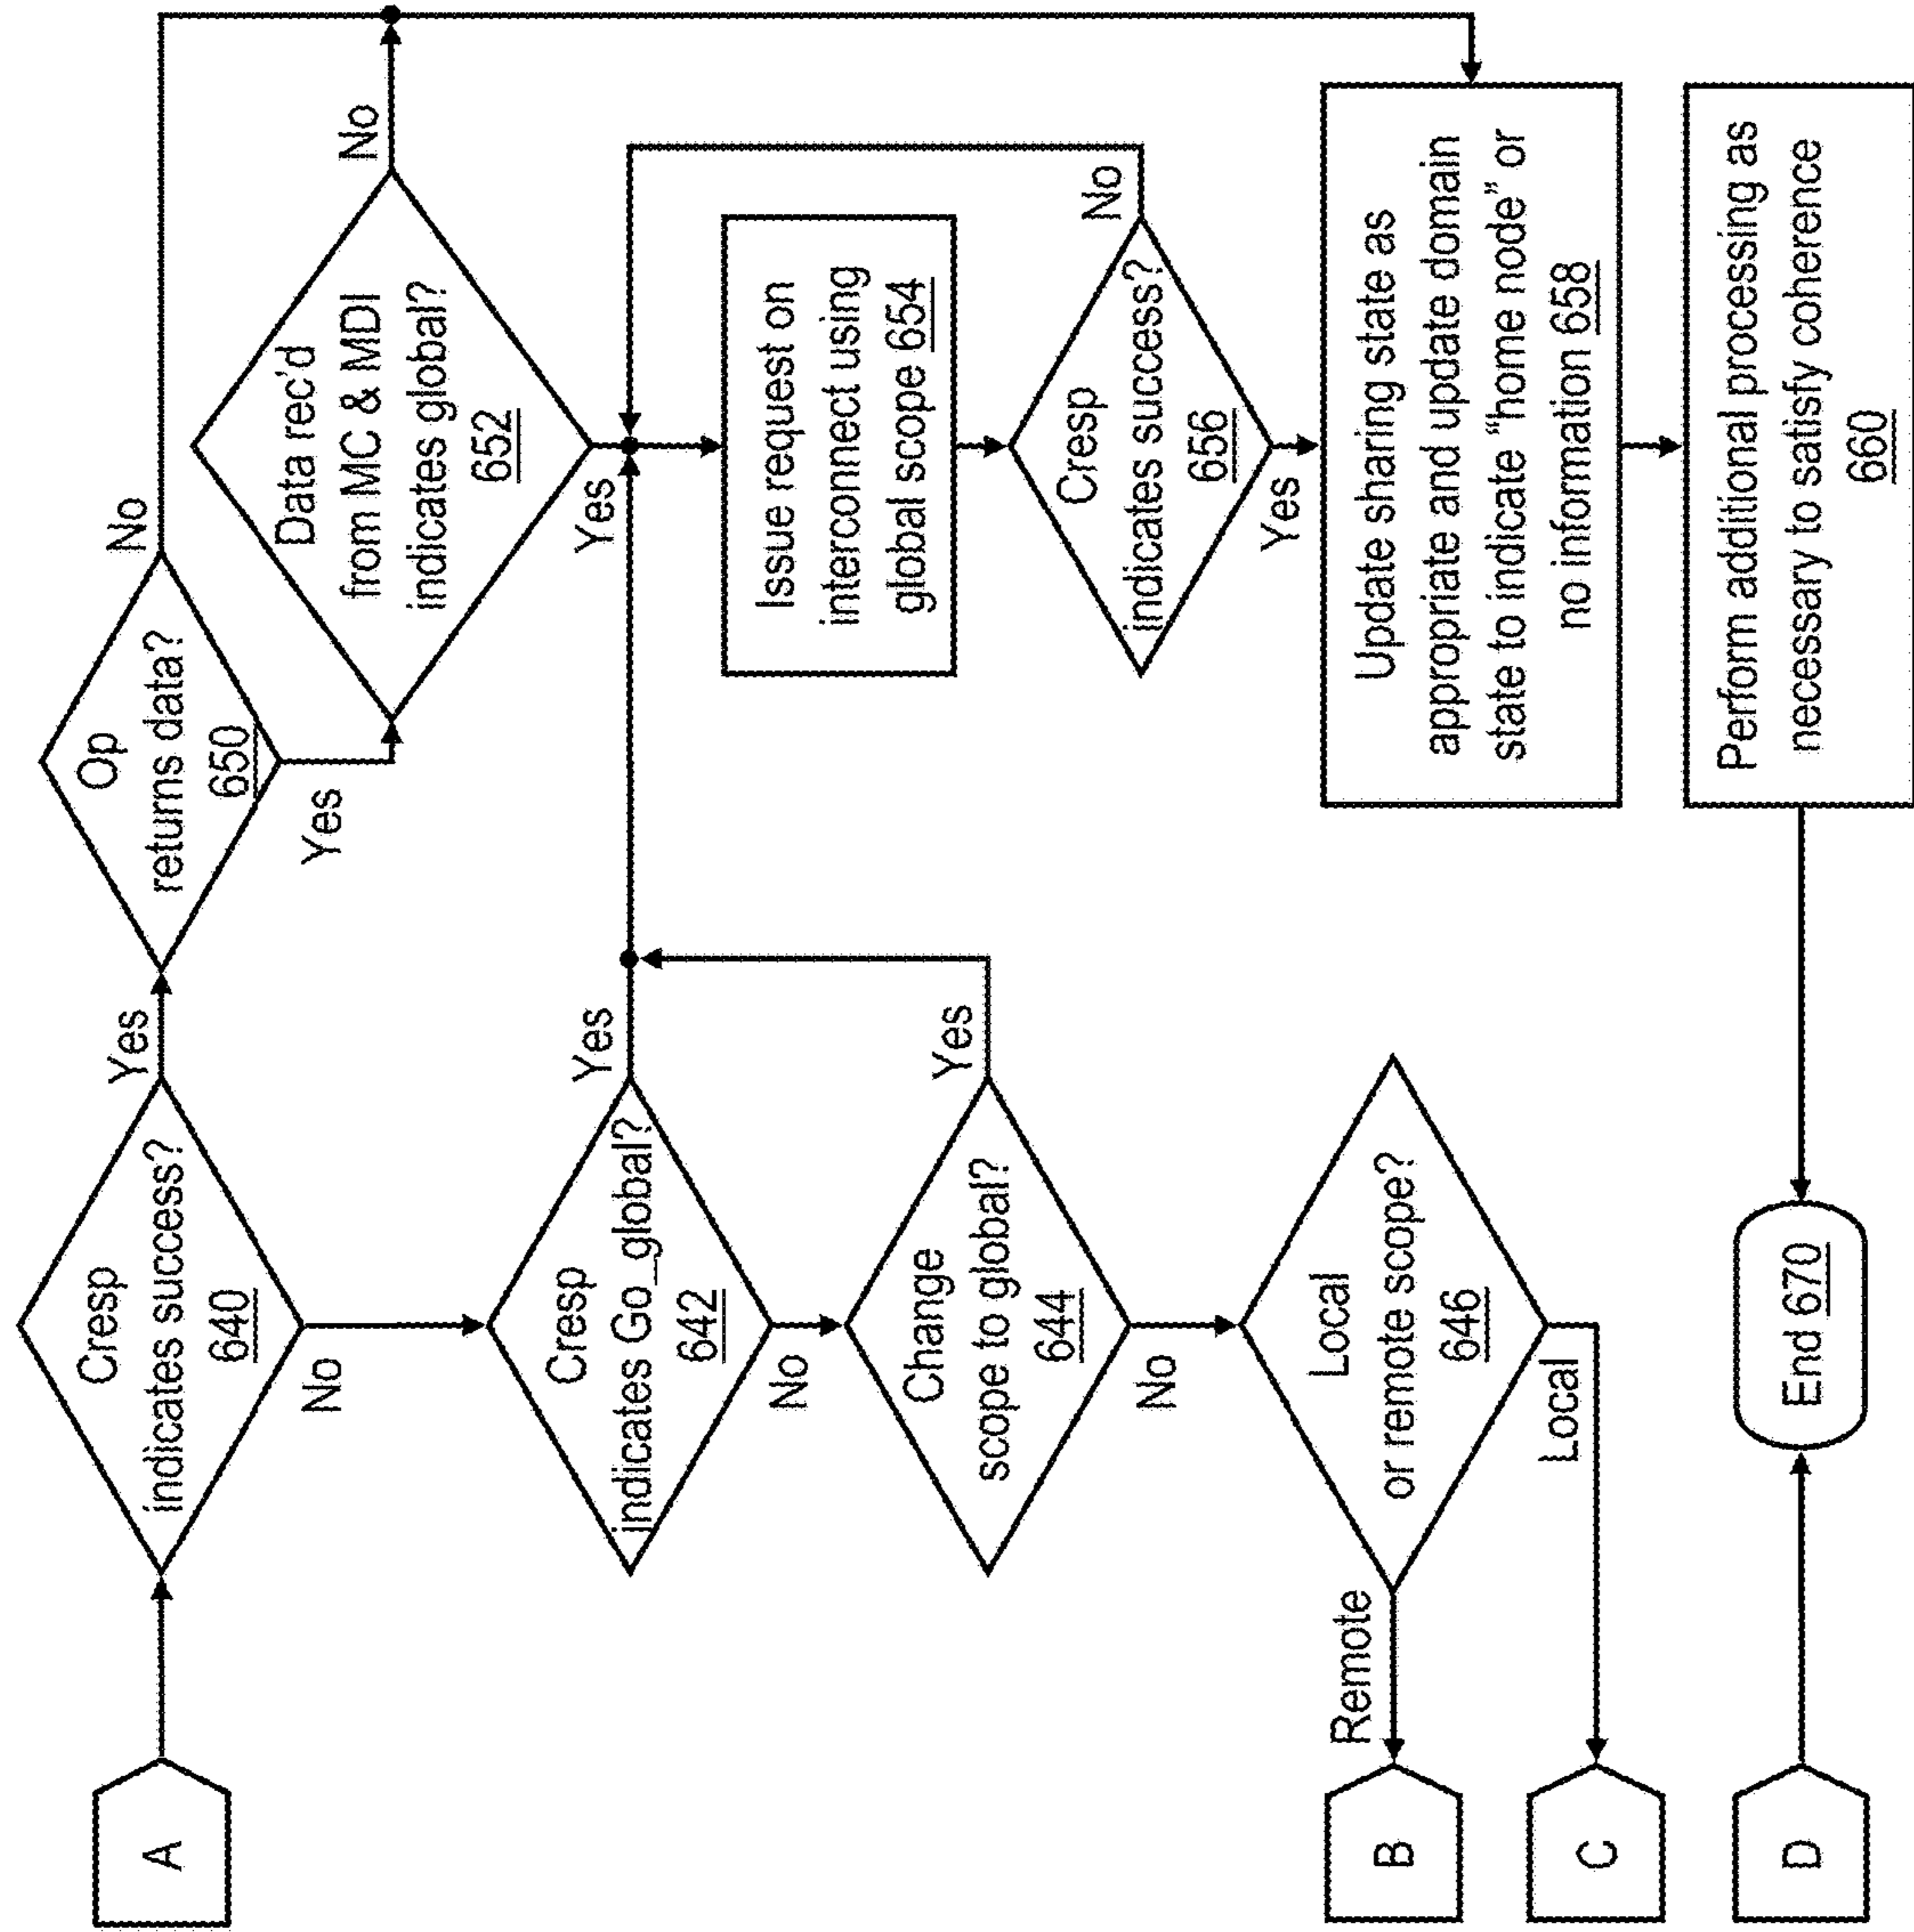 A
Cresp
indicates success?
640
Yes
No
Op
returns data?
650
No
Yes
Data rec'd
from MC & MDI
indicates global?
652
No
Yes
Cresp
indicates Go_global?
642
Yes
No
Issue request on
interconnect using
global scope 654
Change
scope to global?
644
Yes
No
Cresp
indicates success?
656
No
Yes
Local
or remote scope?
646
Remote
Local
B
C
Update sharing state as
appropriate and update domain
state to indicate "home node" or
no information 658
Perform additional processing as
necessary to satisfy coherence
660
D
End 670